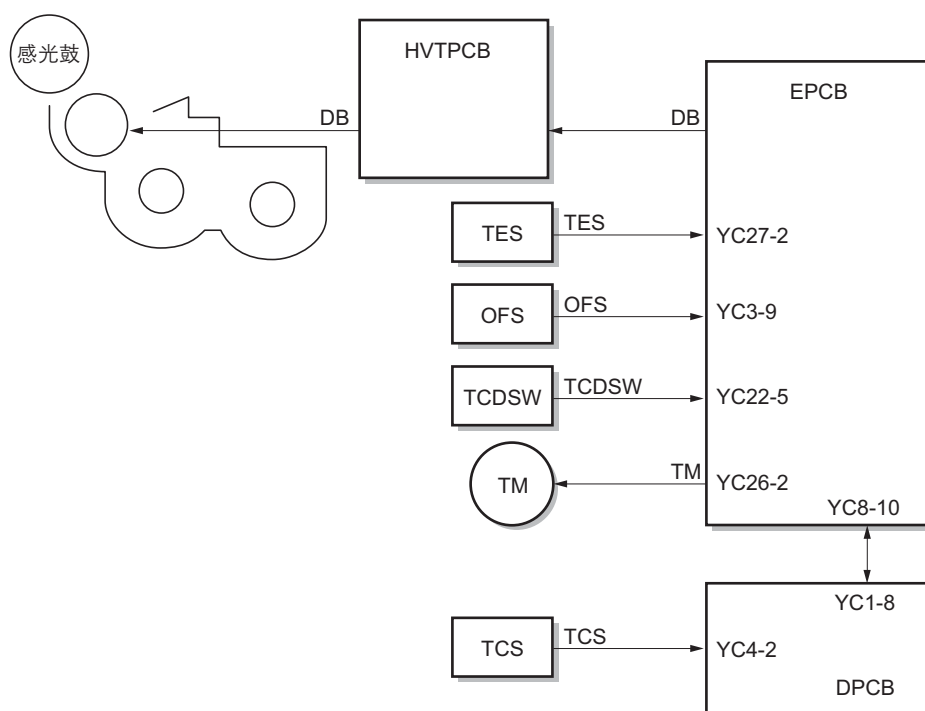 感光鼓
HVTPCB
EPCB
DB
DB
TES
TES
YC27-2
OFS
OFS
YC3-9
TCDSW
TCDSW
YC22-5
TM
TM
YC26-2
YC8-10
YC1-8
TCS
TCS
YC4-2
DPCB